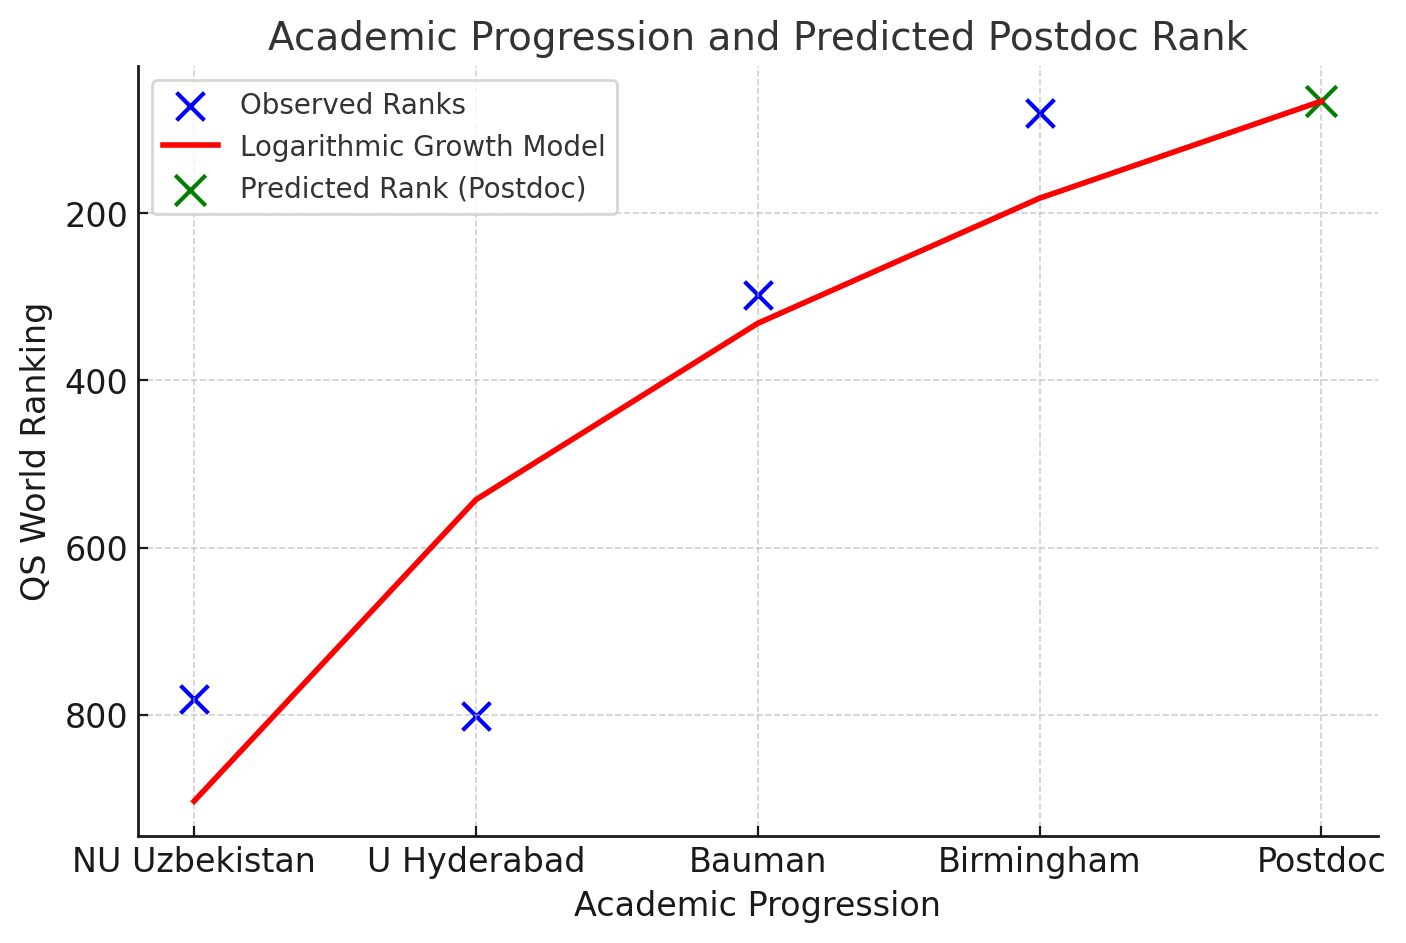 Academic Progression and Predicted Postdoc Rank
Observed Ranks
Logarithmic Growth Model
Predicted Rank (Postdoc)
QS World Ranking
200
400
600
800
NU Uzbekistan
U Hyderabad
Bauman
Birmingham
Postdoc
Academic Progression